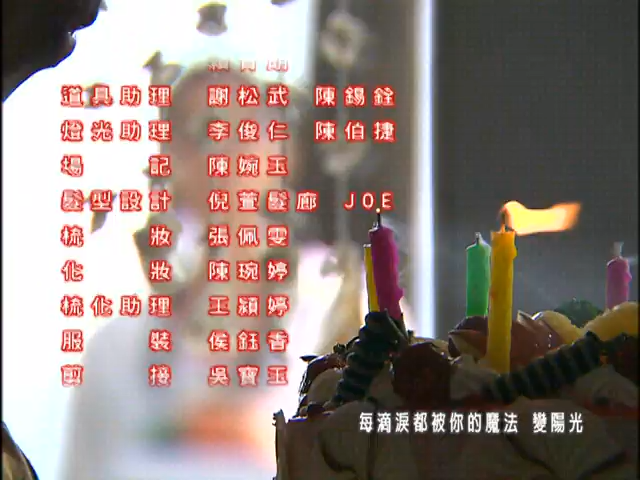 道具助理 謝松武 陳錫銓
燈光助理 李俊仁 陳伯捷
場記 陳婉玉
髮型設計 倪萱髮廊 JOE
梳妝 張佩雯
化妝 陳琬婷
梳化助理 王潁婷
服裝 侯鈺香
剪接 吳寶玉
每滴淚都被你的魔法 變陽光